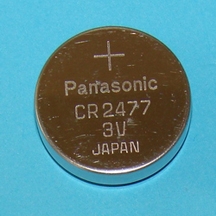 +
Panasonic
CR2477
3V
JAPAN